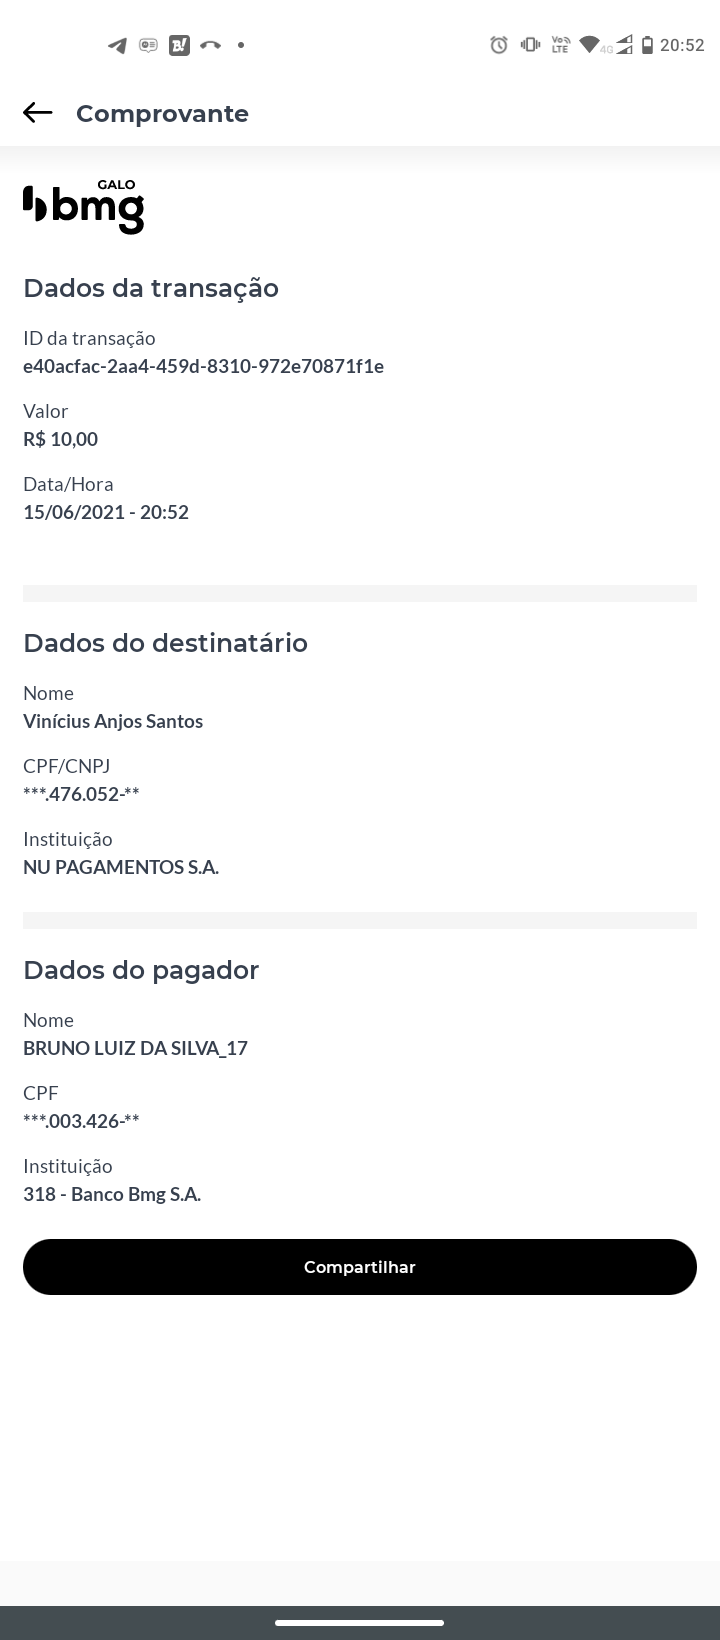 4G 20:52
Comprovante
GALO
bmg
Dados da transação
ID da transação
e40acfac-2aa4-459d-8310-972e70871f1e
Valor
R$ 10,00
Data/Hora
15/06/2021 - 20:52
Dados do destinatário
Nome
Vinícius Anjos Santos
CPF/CNPJ
***.476.052-**
Instituição
NU PAGAMENTOS S.A.
Dados do pagador
Nome
BRUNO LUIZ DA SILVA_17
CPF
***.003.426-**
Instituição
318 - Banco Bmg S.A.
Compartilhar